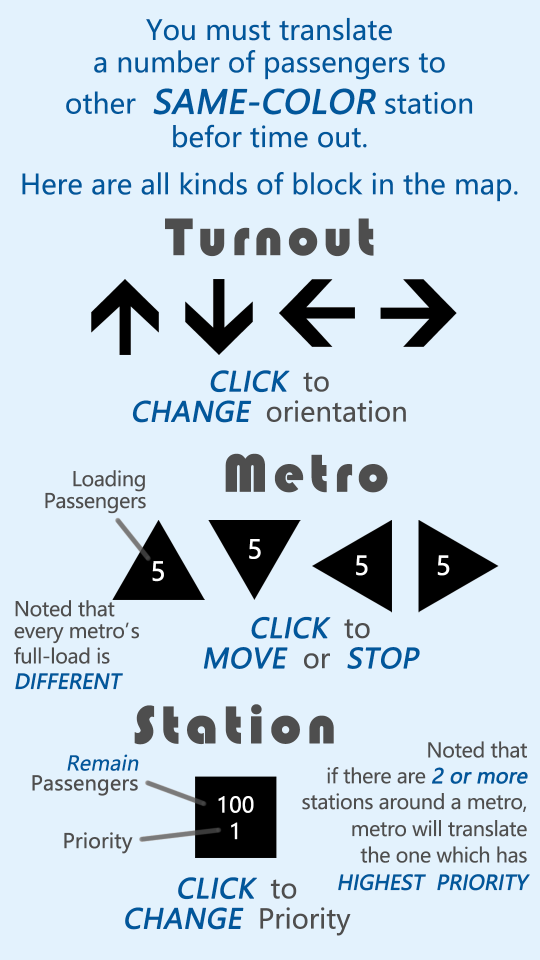 You must translate
a number of passengers to
other SAME-COLOR station
befor time out.
Here are all kinds of block in the map.
Turnout
CLICK to
CHANGE orientation
Metro
Loading
Passengers
5
5
5
5
Noted that
every metro's
full-load is
DIFFERENT
CLICK to
MOVE or STOP
Station
Remain
Passengers
100
Priority
1
Noted that
if there are 2 or more
stations around a metro,
metro will translate
the one which has
HIGHEST PRIORITY
CLICK to
CHANGE Priority